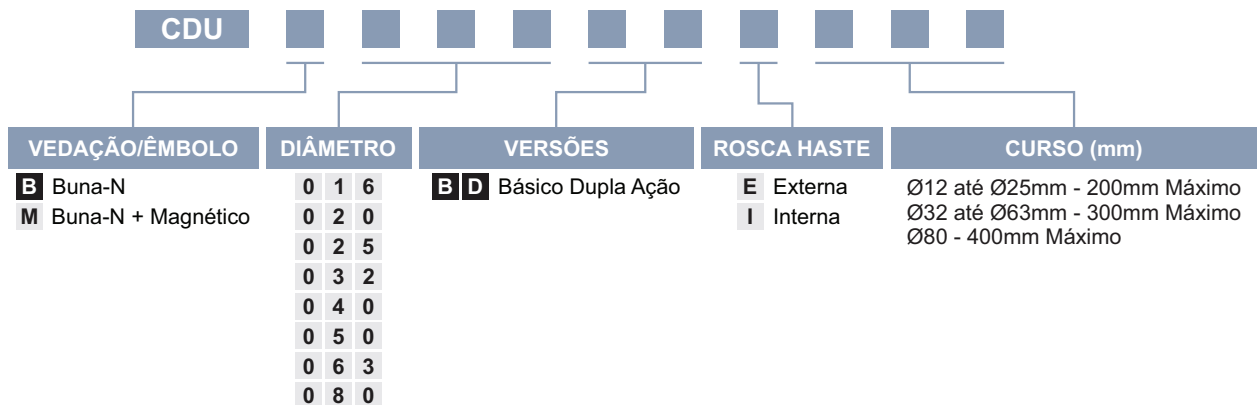 CDU
VEDAÇÃO/ÊMBOLO DIÂMETRO VERSÕES ROSCA HASTE CURSO (mm)
B Buna-N 0 1 6 B D Básico Dupla Ação E Externa Ø12 até Ø25mm - 200mm Máximo
M Buna-N + Magnético 0 2 0 I Interna Ø32 até Ø63mm - 300mm Máximo
0 2 5 Ø80 - 400mm Máximo
0 3 2
0 4 0
0 5 0
0 6 3
0 8 0